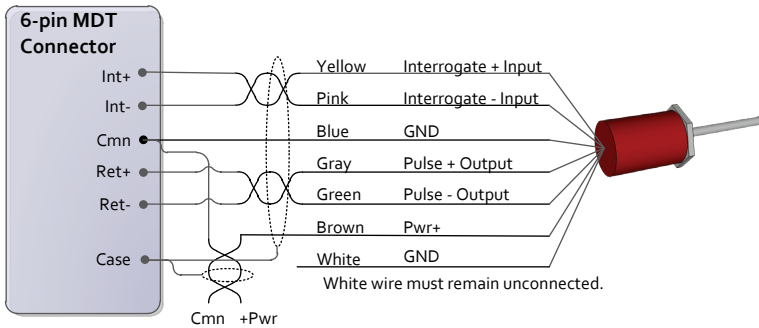 6-pin MDT
Connector
Int+ Yellow Interrogate + Input
Int- Pink Interrogate - Input
Cmn Blue GND
Ret+ Gray Pulse + Output
Ret- Green Pulse - Output
Brown Pwr+
Case White GND
White wire must remain unconnected.
Cmn +Pwr